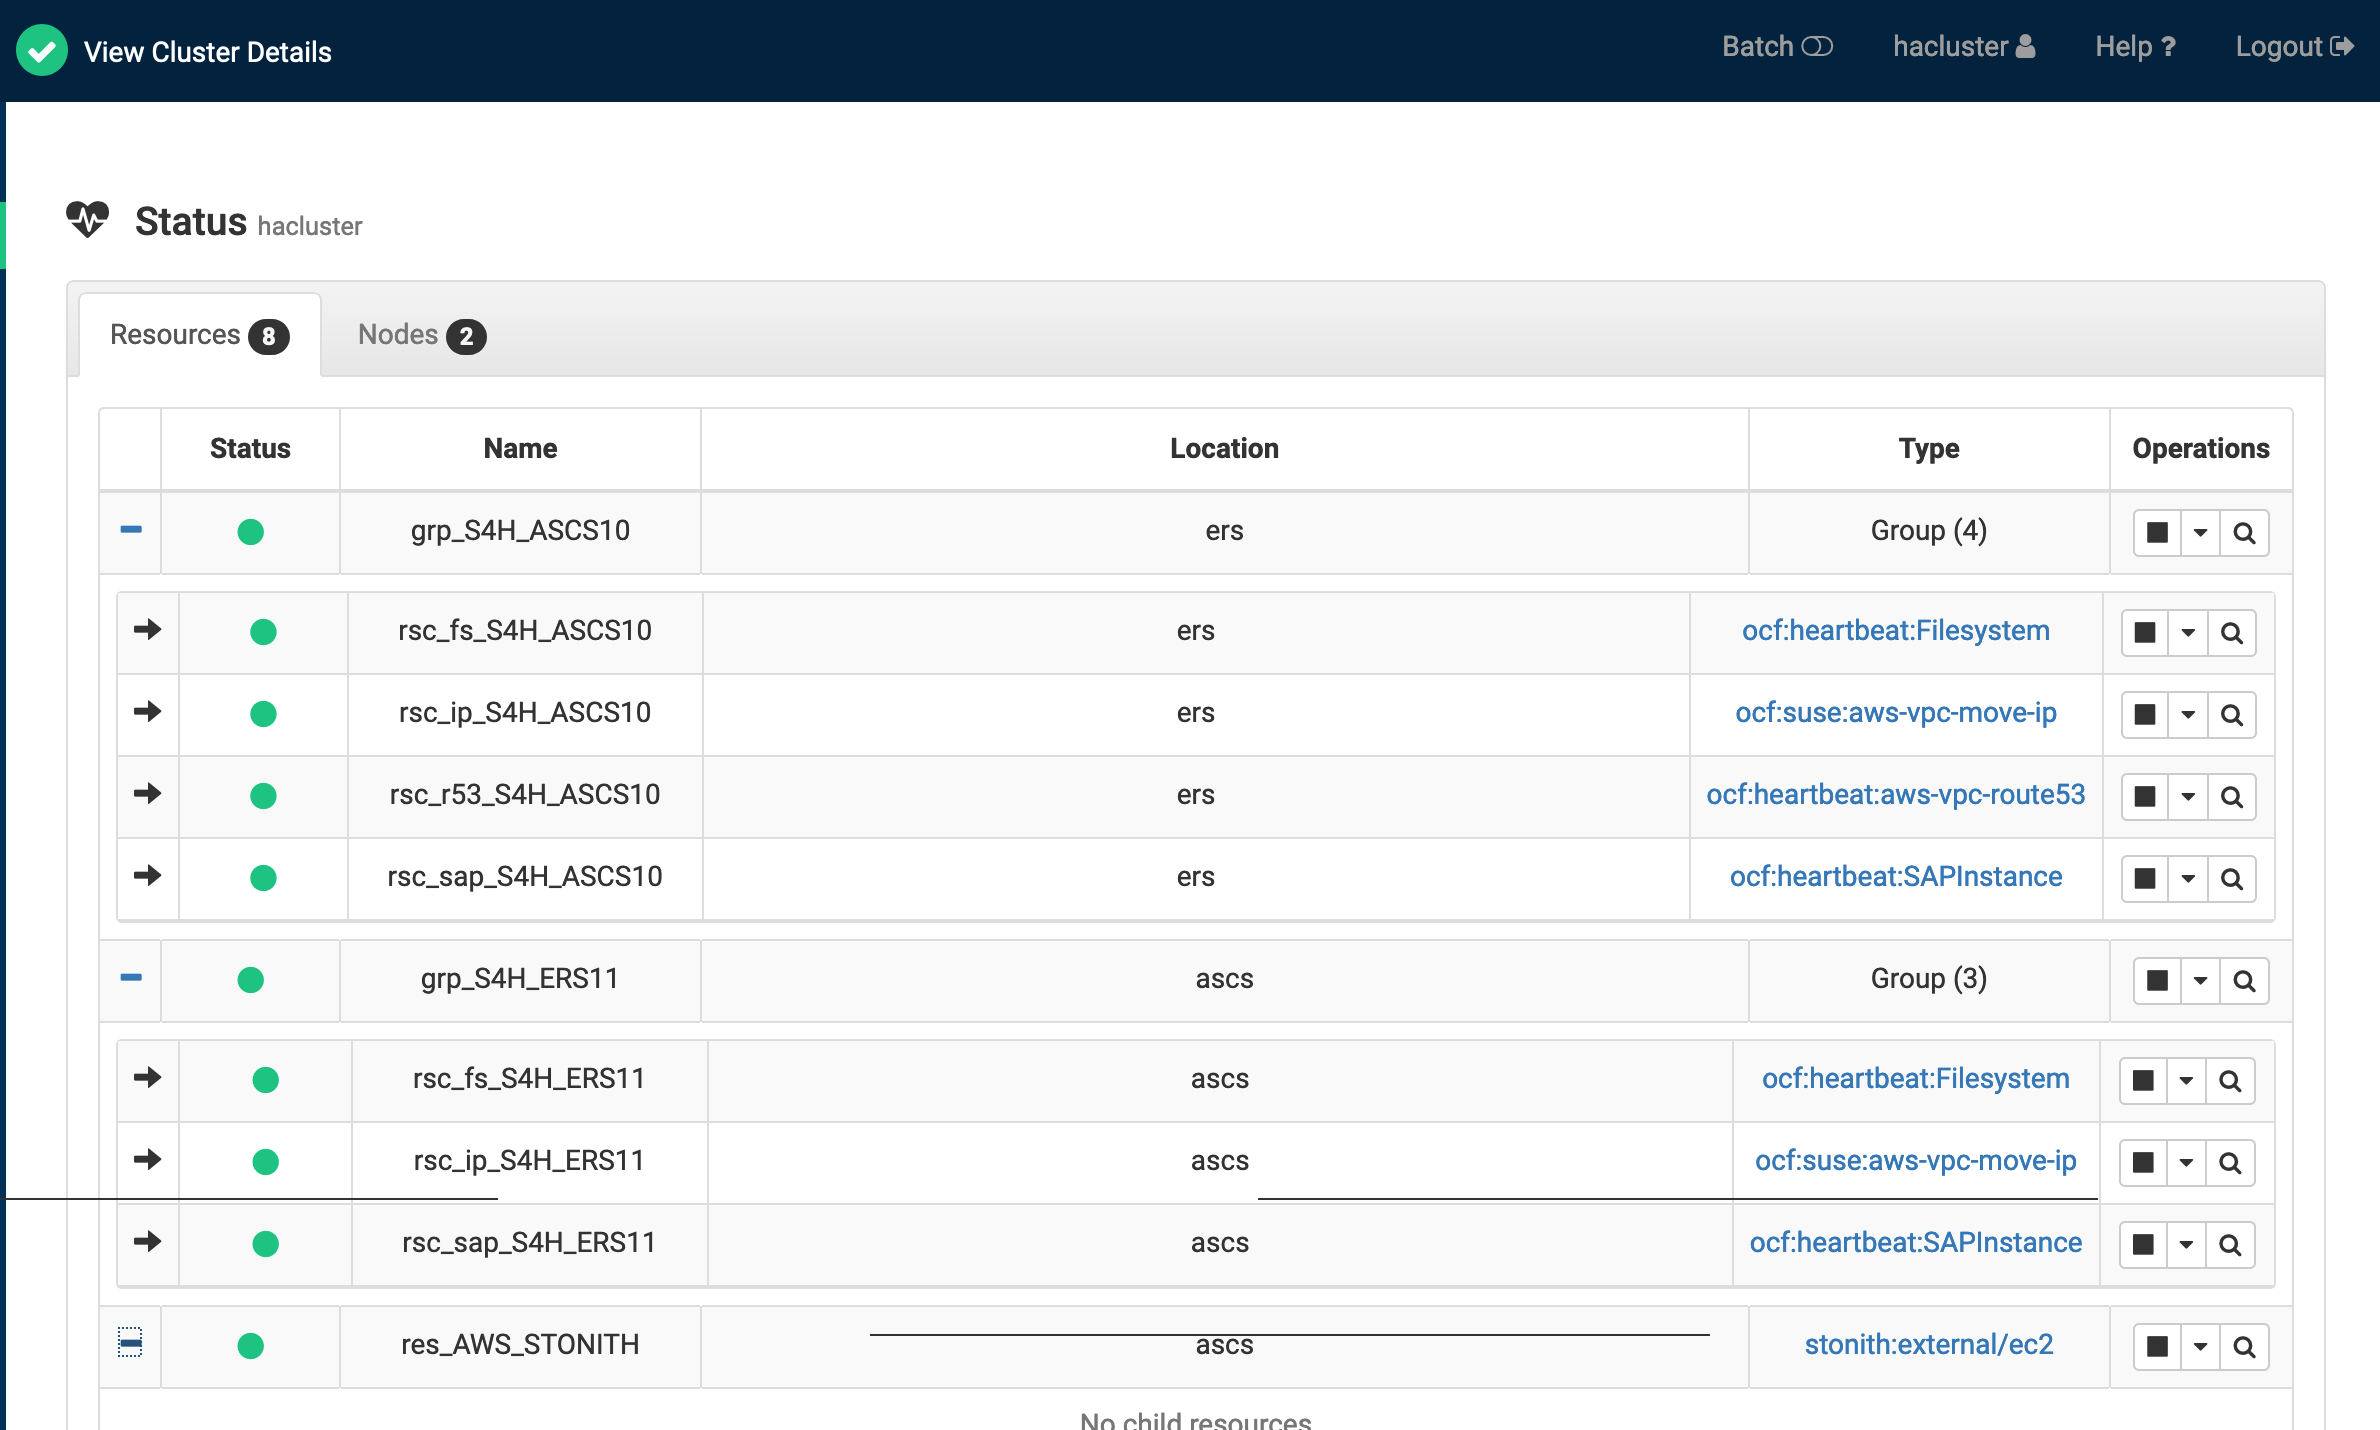 View Cluster Details
Batch hacluster Help ? Logout
Status hacluster
Resources 8 Nodes 2
Status Name Location Type Operations
grp_S4H_ASCS10 ers Group (4)
rsc_fs_S4H_ASCS10 ers ocf:heartbeat:Filesystem
rsc_ip_S4H_ASCS10 ers ocf:suse:aws-vpc-move-ip
rsc_r53_S4H_ASCS10 ers ocf:heartbeat:aws-vpc-route53
rsc_sap_S4H_ASCS10 ers ocf:heartbeat:SAPInstance
grp_S4H_ERS11 ascs Group (3)
rsc_fs_S4H_ERS11 ascs ocf:heartbeat:Filesystem
rsc_ip_S4H_ERS11 ascs ocf:suse:aws-vpc-move-ip
rsc_sap_S4H_ERS11 ascs ocf:heartbeat:SAPInstance
res_AWS_STONITH ascs stonith:external/ec2
No child resources